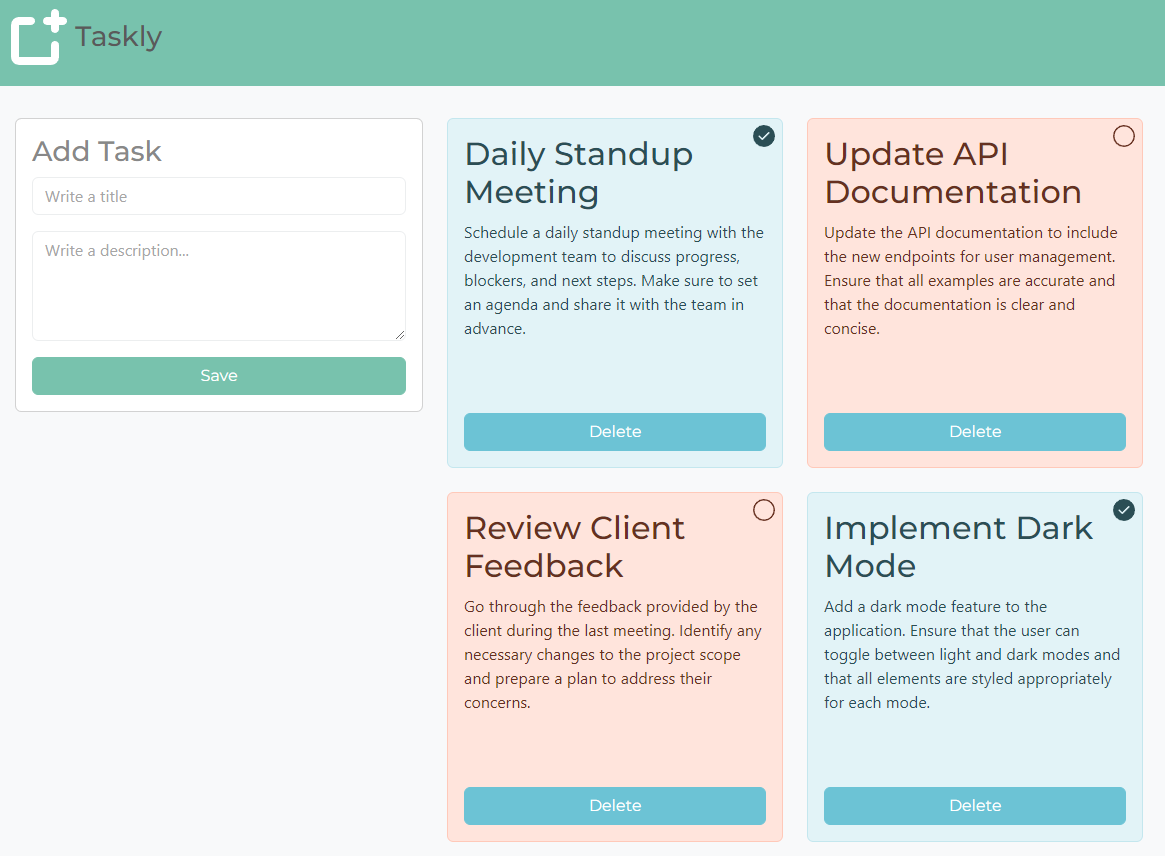 Taskly
Add Task
Write a title
Write a description...
Save
Daily Standup
Meeting
Schedule a daily standup meeting with the
development team to discuss progress,
blockers, and next steps. Make sure to set
an agenda and share it with the team in
advance.
Delete
Update API
Documentation
Update the API documentation to include
the new endpoints for user management.
Ensure that all examples are accurate and
that the documentation is clear and
concise.
Delete
Review Client
Feedback
Go through the feedback provided by the
client during the last meeting. Identify any
necessary changes to the project scope
and prepare a plan to address their
concerns.
Delete
Implement Dark
Mode
Add a dark mode feature to the
application. Ensure that the user can
toggle between light and dark modes and
that all elements are styled appropriately
for each mode.
Delete